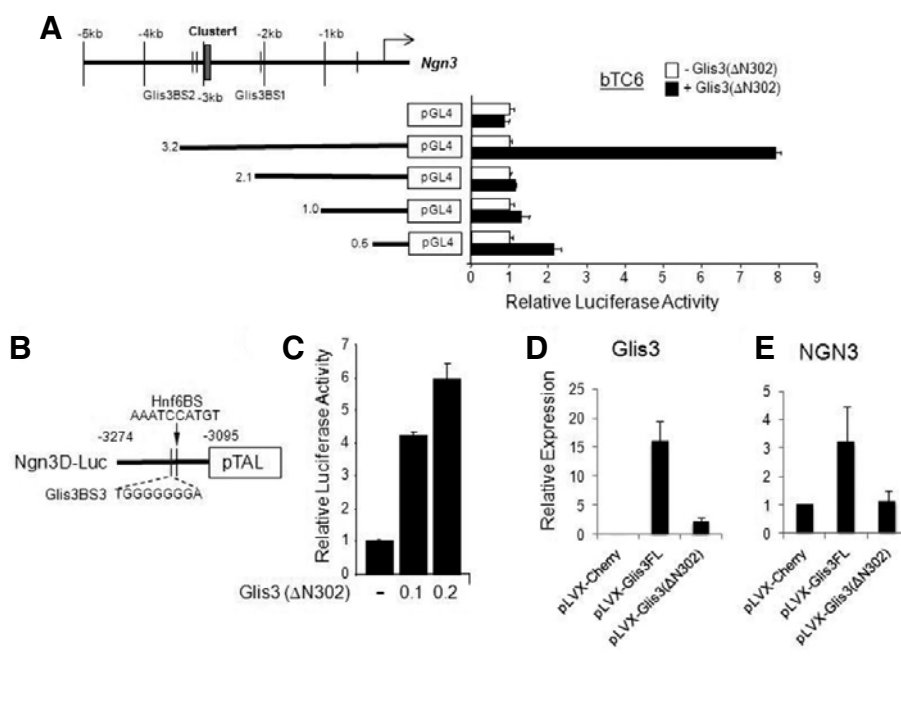 A
-5kb -4kb Cluster1 -2kb -1kb
Ngn3
Glis3BS2 -3kb Glis3BS1
bTC6
- Glis3(ΔN302)
+ Glis3(ΔN302)
pGL4
3.2 pGL4
2.1 pGL4
1.0 pGL4
0.5 pGL4
0 1 2 3 4 5 6 7 8 9
Relative Luciferase Activity
B
Hnf6BS
AAATCCATGT
-3274 -3095
Ngn3D-Luc pTAL
Glis3BS3 TGGGGGGGA
C
Relative Luciferase Activity
7
6
5
4
3
2
1
0
Glis3 (ΔN302) - 0.1 0.2
D
Glis3
Relative Expression
25
20
15
10
5
0
pLVX-Cherry
pLVX-Glis3FL
pLVX-Glis3(ΔN302)
E
NGN3
5
4
3
2
1
0
pLVX-Cherry
pLVX-Glis3FL
pLVX-Glis3(ΔN302)